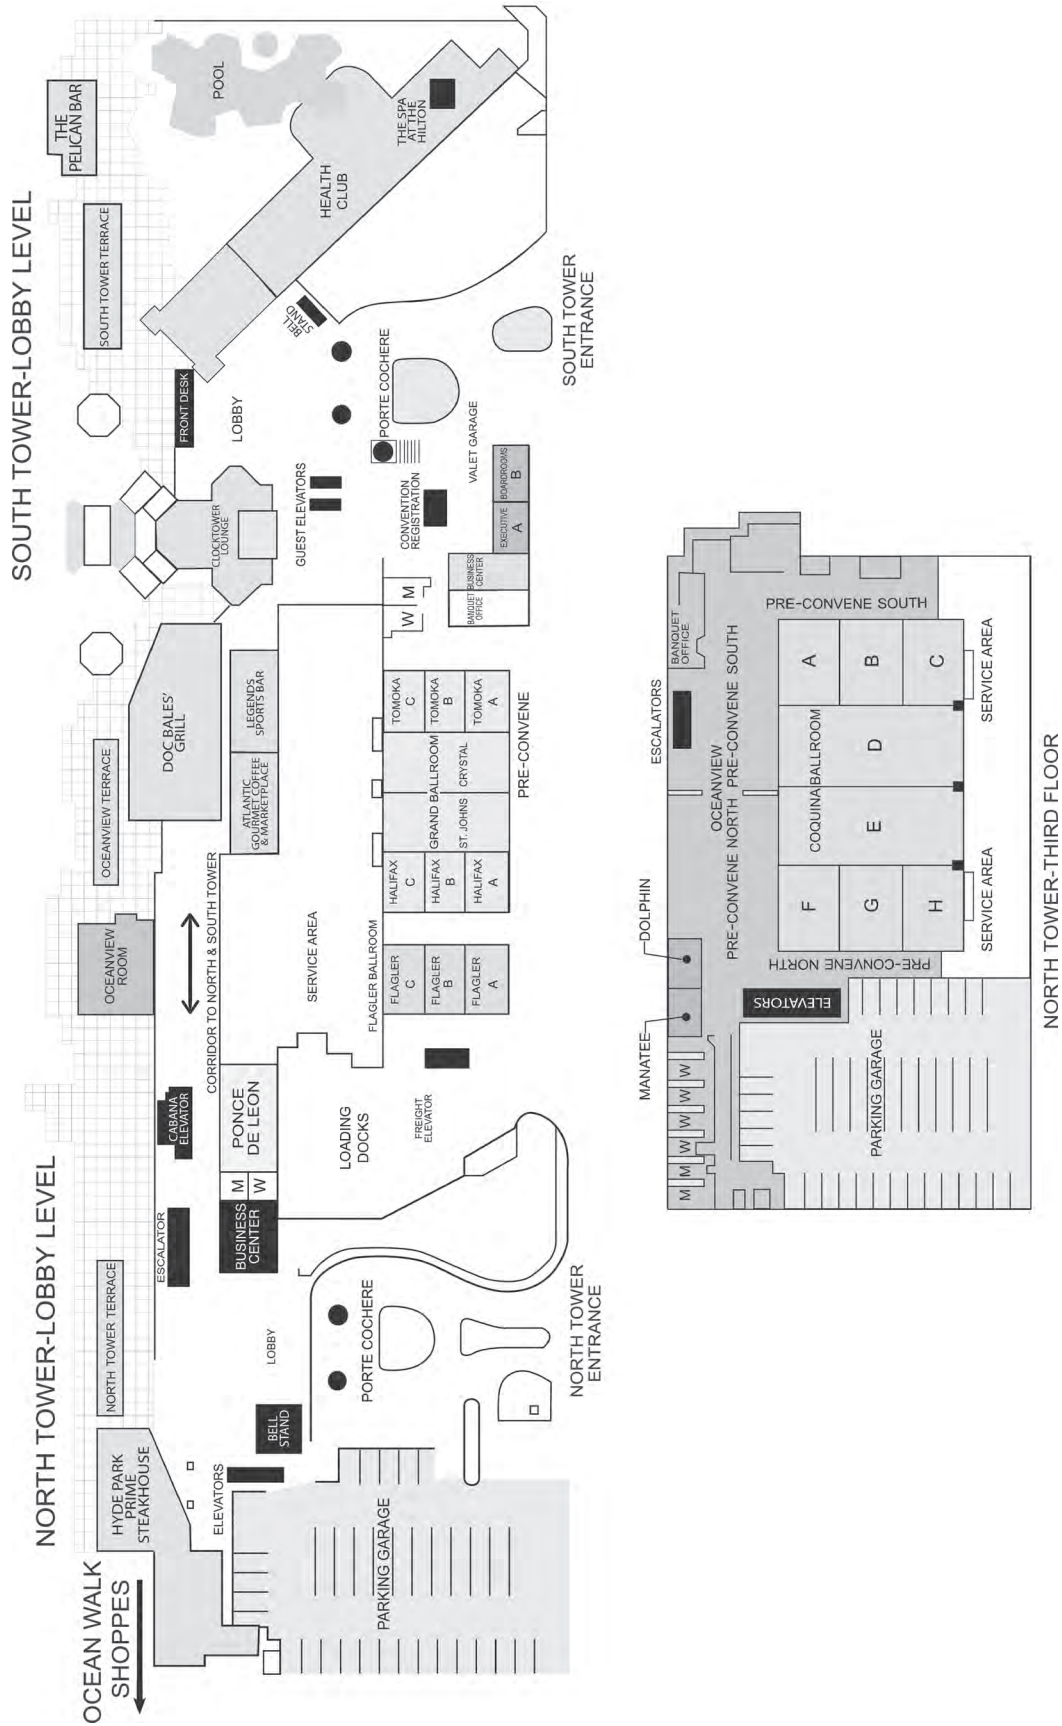 SOUTH TOWER-LOBBY LEVEL
THE
PELICAN BAR
POOL
THE SPA
AT THE
HILTON
HEALTH
CLUB
SOUTH TOWER TERRACE
BELL
STAND
SOUTH TOWER
ENTRANCE
FRONT DESK
LOBBY
PORTE COCHERE
VALET GARAGE
CLOCKTOWER
LOUNGE
GUEST ELEVATORS
CONVENTION
REGISTRATION
EXECUTIVE
A
BOARDROOMS
B
BANQUET
OFFICE
BUSINESS
CENTER
W
M
DOC BALES'
GRILL
LEGENDS
SPORTS BAR
ATLANTIC
GOURMET COFFEE
& MARKETPLACE
OCEANVIEW TERRACE
TOMOKA
C
TOMOKA
B
TOMOKA
A
GRAND BALLROOM
CRYSTAL
ST. JOHNS
PRE-CONVENE
HALIFAX
C
HALIFAX
B
HALIFAX
A
OCEANVIEW
ROOM
CORRIDOR TO NORTH & SOUTH TOWER
SERVICE AREA
FLAGLER BALLROOM
FLAGLER
C
FLAGLER
B
FLAGLER
A
NORTH TOWER-LOBBY LEVEL
CABANA
ELEVATOR
PONCE
DE LEON
M
W
LOADING
DOCKS
FREIGHT
ELEVATOR
ESCALATOR
BUSINESS
CENTER
NORTH TOWER TERRACE
LOBBY
PORTE COCHERE
NORTH TOWER
ENTRANCE
BELL
STAND
HYDE PARK
PRIME
STEAKHOUSE
ELEVATORS
PARKING GARAGE
OCEAN WALK
SHOPPES
BANQUET
OFFICE
PRE-CONVENE SOUTH
ESCALATORS
OCEANVIEW
PRE-CONVENE NORTH
PRE-CONVENE SOUTH
A
B
C
SERVICE AREA
COQUINA BALLROOM
D
E
F
G
H
SERVICE AREA
PRE-CONVENE NORTH
DOLPHIN
MANATEE
ELEVATORS
M
M
W
W
W
W
PARKING GARAGE
NORTH TOWER-THIRD FLOOR